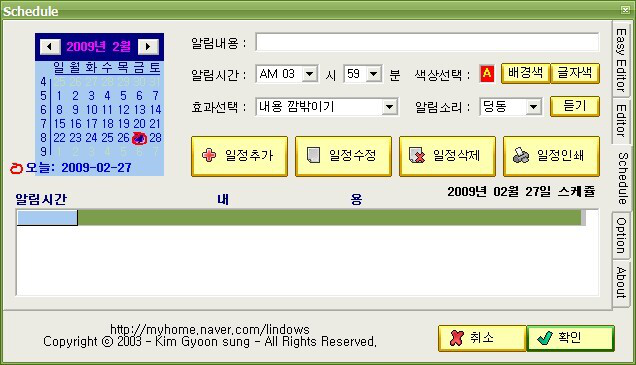 Schedule
2009년 2월
일 월 화 수 목 금 토
4
5 1 2 3 4 5 6 7
6 8 9 10 11 12 13 14
7 15 16 17 18 19 20 21
8 22 23 24 25 26 28
9
오늘: 2009-02-27
알림내용 :
알림시간 : AM 03 시 59 분 색상선택 : A 배경색 글자색
효과선택 : 내용 깜밖이기 알림소리 : 딩동 듣기
일정추가 일정수정 일정삭제 일정인쇄
2009년 02월 27일 스케쥴
알림시간 내 용
Easy Editor
Editor
Schedule
Option
About
http://myhome.naver.com/lindows
Copyright ⓒ 2003 - Kim Gyoon sung - All Rights Reserved.
취소 확인